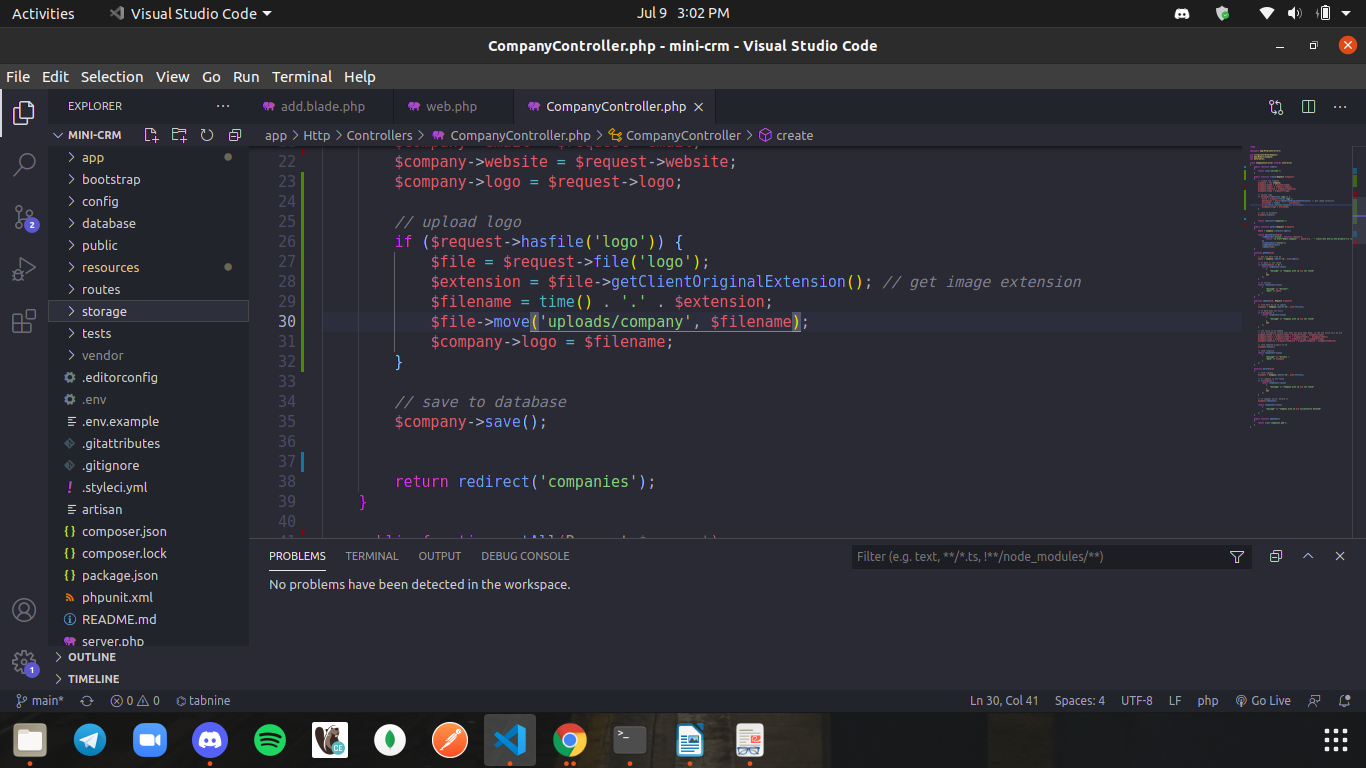 Activities
Visual Studio Code
Jul 9 3:02 PM
CompanyController.php - mini-crm - Visual Studio Code
File Edit Selection View Go Run Terminal Help
EXPLORER
add.blade.php
web.php
CompanyController.php
MINI-CRM
app > Http > Controllers > CompanyController.php > CompanyController > create
app
bootstrap
config
database
public
resources
routes
storage
tests
vendor
.editorconfig
.env
.env.example
.gitattributes
.gitignore
.styleci.yml
artisan
composer.json
composer.lock
package.json
phpunit.xml
README.md
server.php
OUTLINE
TIMELINE
22 $company->website = $request->website;
23 $company->logo = $request->logo;
24
25 // upload logo
26 if ($request->hasfile('logo')) {
27 $file = $request->file('logo');
28 $extension = $file->getClientOriginalExtension(); // get image extension
29 $filename = time() . '.' . $extension;
30 $file->move('uploads/company', $filename);
31 $company->logo = $filename;
32 }
33
34 // save to database
35 $company->save();
36
37
38 return redirect('companies');
39 }
40
PROBLEMS TERMINAL OUTPUT DEBUG CONSOLE
Filter (e.g. text, **/*.ts, !**/node_modules/**)
No problems have been detected in the workspace.
2
1
main* 0 0 tabnine
Ln 30, Col 41 Spaces: 4 UTF-8 LF php Go Live
CE